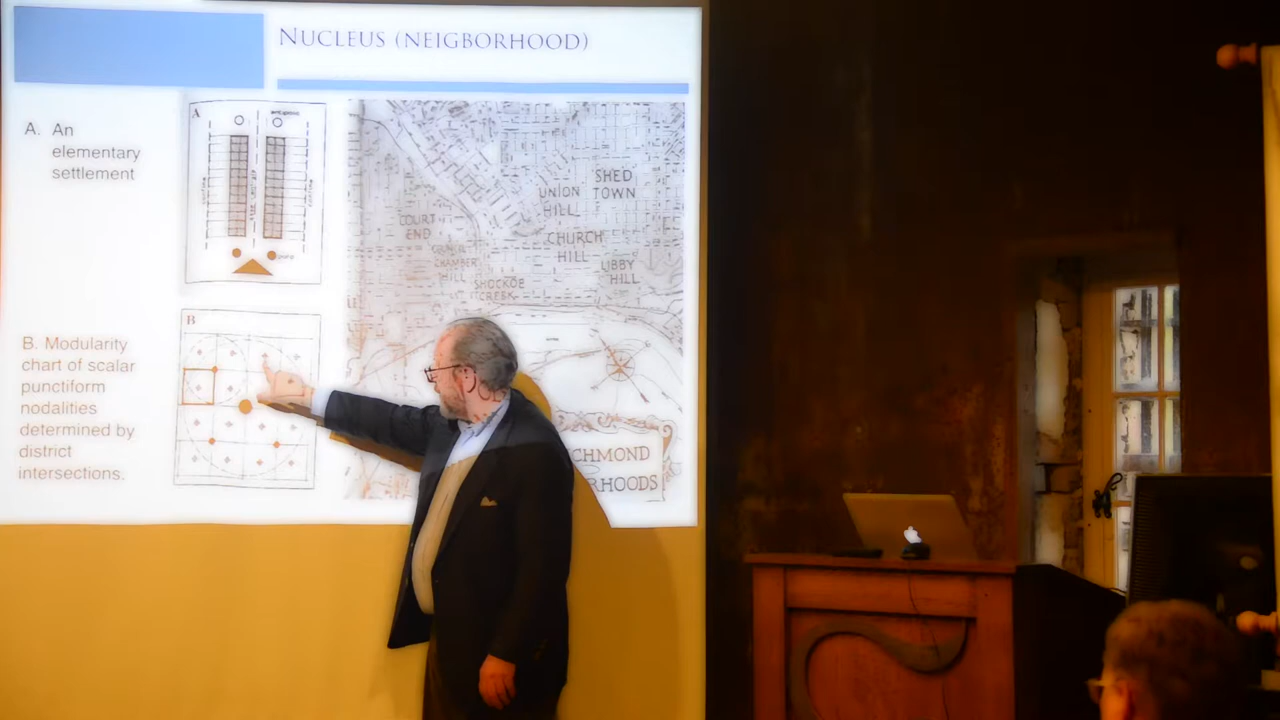 NUCLEUS (NEIGBORHOOD)
A. An
elementary
settlement
A
B. Modularity
chart of scalar
punctiform
nodalities
determined by
district
intersections.
B
SHED
TOWN
UNION
HILL
COURT
END
CHURCH
HILL
LIBBY
HILL
SHOCKOE
CREEK
CHMOND
RHOODS